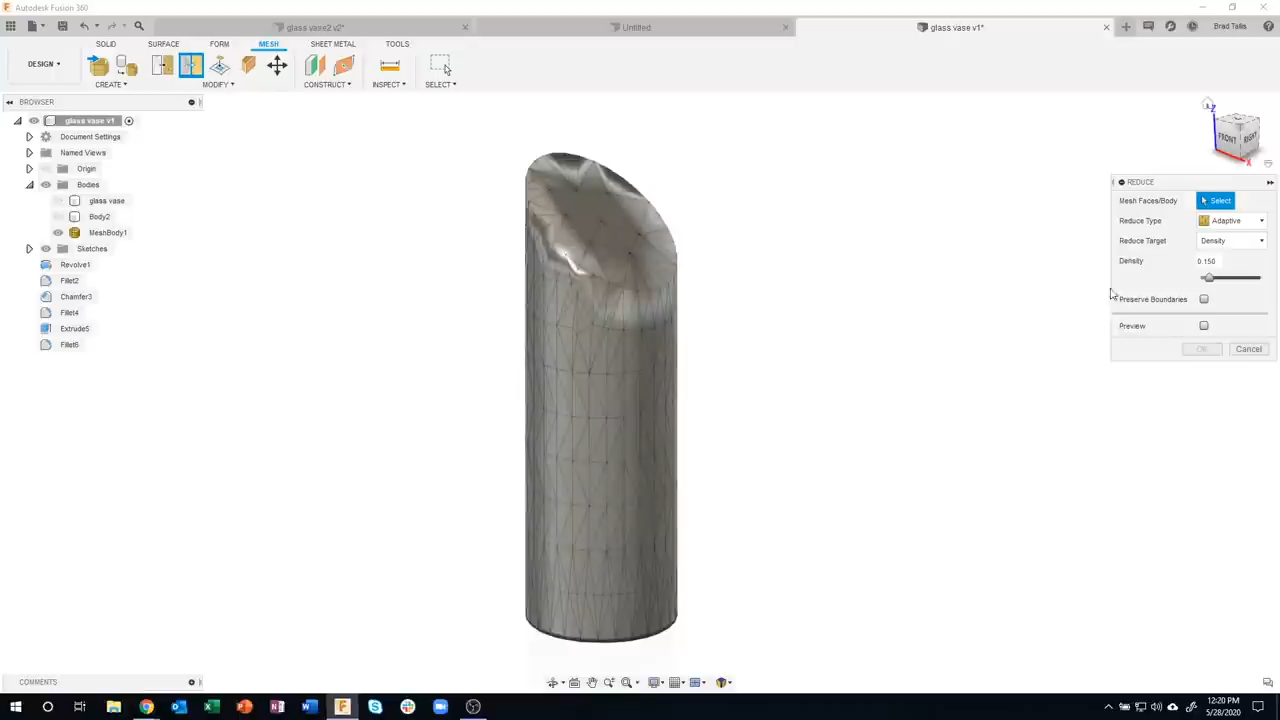 Autodesk Fusion 360
glass vase2 v2*
Untitled
glass vase v1*
Brad Tallis
DESIGN
SOLID SURFACE FORM MESH SHEET METAL TOOLS
CREATE MODIFY CONSTRUCT INSPECT SELECT
BROWSER
glass vase v1
Document Settings
Named Views
Origin
Bodies
glass vase
Body2
MeshBody1
Sketches
Revolve1
Fillet2
Chamfer3
Fillet4
Extrude5
Fillet6
Z
FRONT RIGHT
X
REDUCE
Mesh Faces/Body Select
Reduce Type Adaptive
Reduce Target Density
Density 0.150
Preserve Boundaries
Preview
OK Cancel
COMMENTS
12:20 PM
5/28/2020